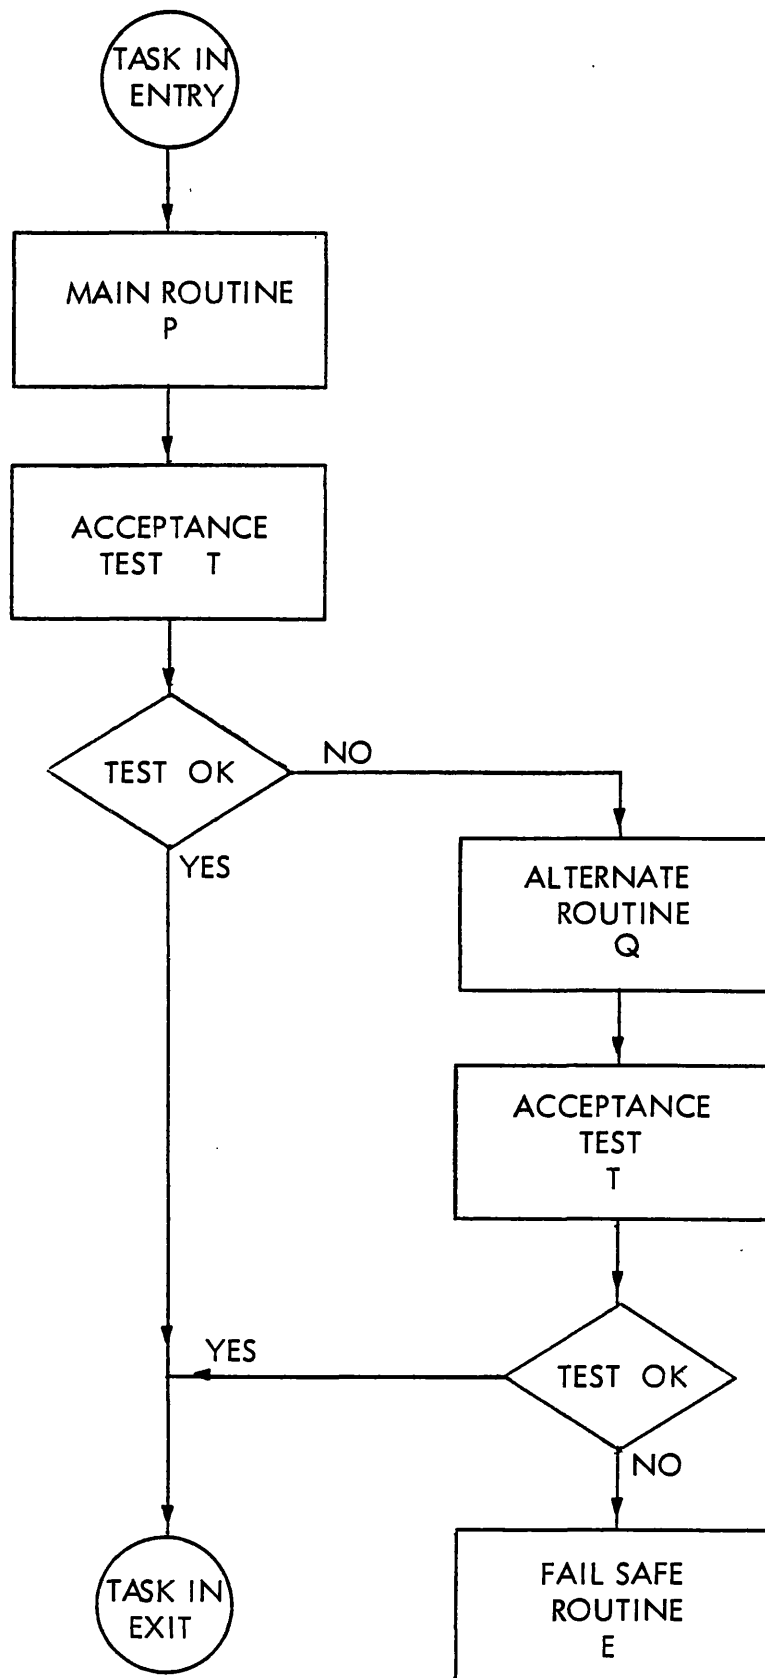 TASK IN
ENTRY
MAIN ROUTINE
P
ACCEPTANCE
TEST T
TEST OK
NO
YES
ALTERNATE
ROUTINE
Q
ACCEPTANCE
TEST
T
TEST OK
YES
NO
FAIL SAFE
ROUTINE
E
TASK IN
EXIT